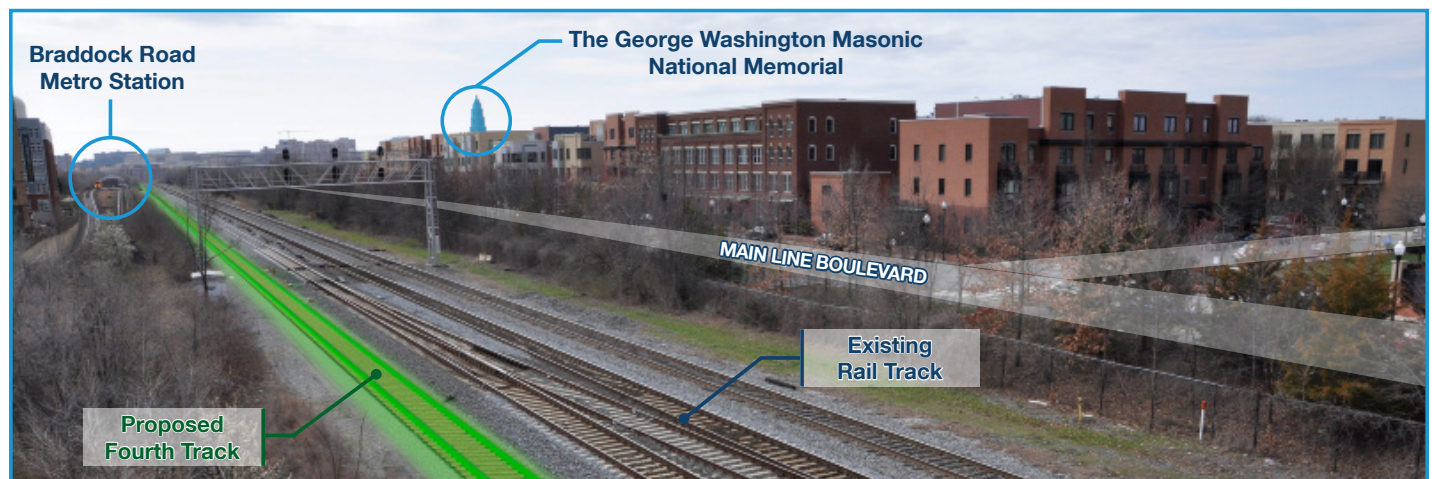 Braddock Road
Metro Station
The George Washington Masonic
National Memorial
MAIN LINE BOULEVARD
Existing
Rail Track
Proposed
Fourth Track